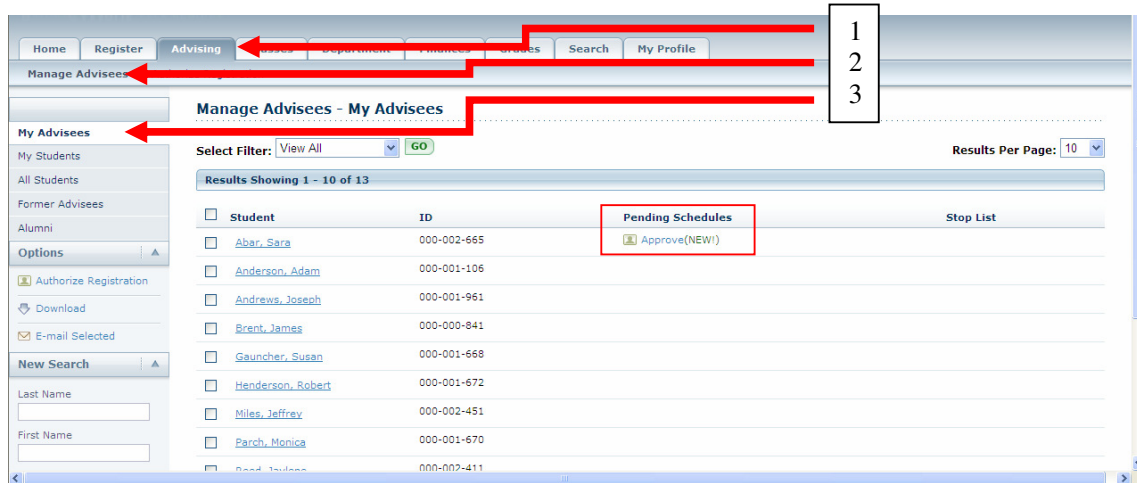 1
Home Register Advising Search My Profile
2
Manage Advisees
3
Manage Advisees - My Advisees
My Advisees
Select Filter: View All GO Results Per Page: 10
My Students
All Students
Results Showing 1 - 10 of 13
Former Advisees
Alumni
Student ID Pending Schedules Stop List
Abar, Sara 000-002-665 Approve(NEW!)
Options
Anderson, Adam 000-001-106
Authorize Registration
Andrews, Joseph 000-001-961
Download
Brent, James 000-000-841
E-mail Selected
Gauncher, Susan 000-001-668
New Search
Henderson, Robert 000-001-672
Last Name
Miles, Jeffrey 000-002-451
First Name
Parch, Monica 000-001-670
000-002-411